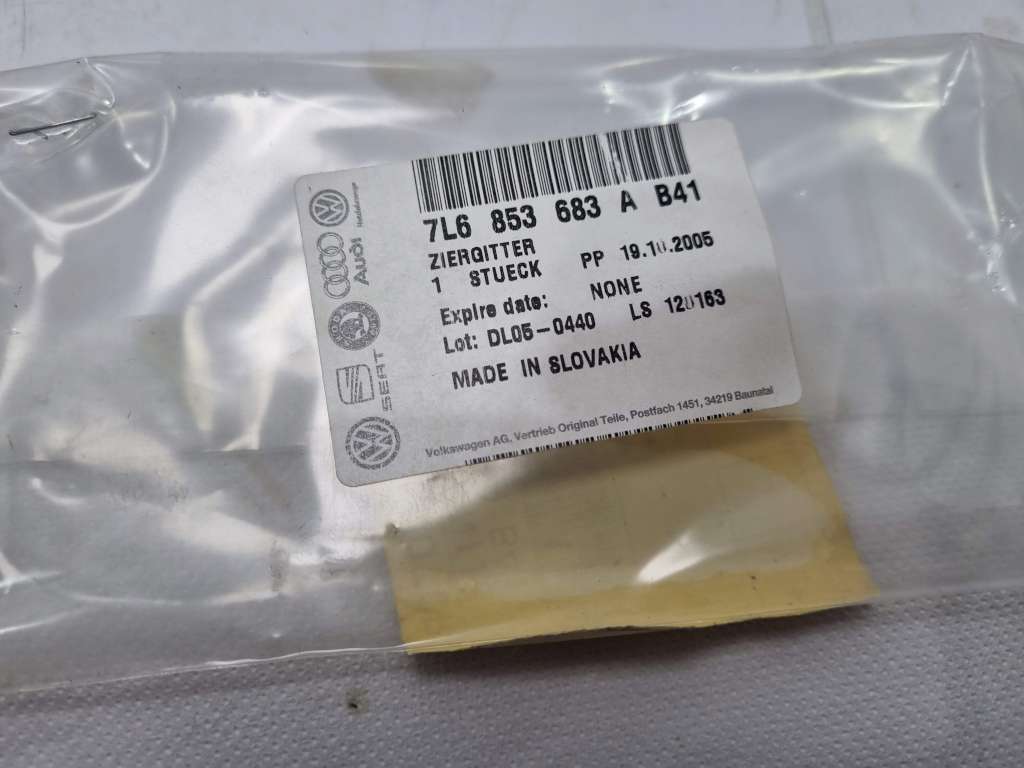 7L6 853 683 A B41
ZIERGITTER
1 STUECK PP 19.10.2005
Expire date: NONE
Lot: DL05-0440 LS 120163
MADE IN SLOVAKIA
Volkswagen AG, Vertrieb Original Teile, Postfach 1451, 34219 Baunatal
Audi
SEAT